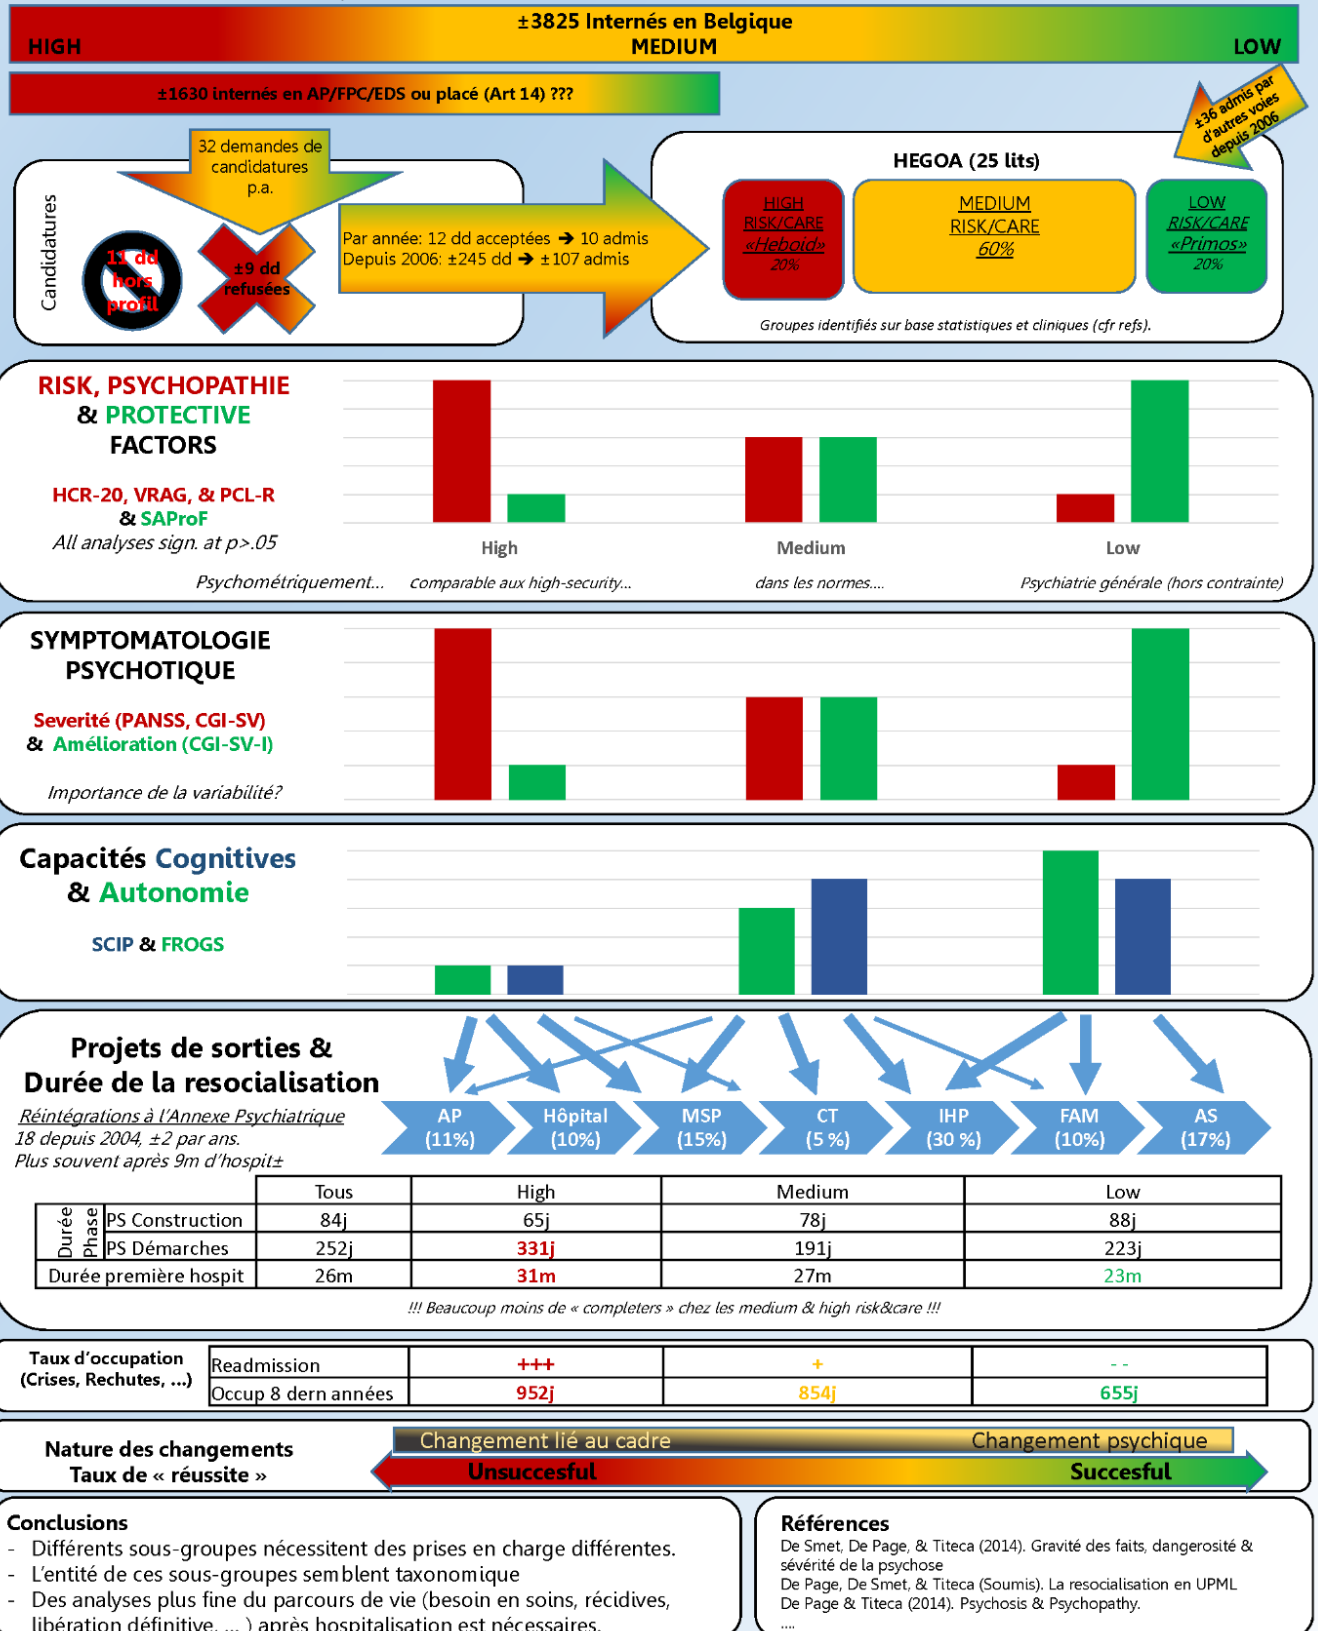 ±3825 Internés en Belgique
HIGH MEDIUM LOW
±1630 internés en AP/FPC/EDS ou placé (Art 14) ???
±36 admis par
d'autres voies
depuis 2006
32 demandes de
candidatures
p.a.
Candidatures
11 dd
hors
profil
±9 dd
refusées
Par année: 12 dd acceptées ➔ 10 admis
Depuis 2006: ±245 dd ➔ ±107 admis
HEGOA (25 lits)
HIGH
RISK/CARE
«Heboid»
20%
MEDIUM
RISK/CARE
60%
LOW
RISK/CARE
«Primos»
20%
Groupes identifiés sur base statistiques et cliniques (cfr refs).
RISK, PSYCHOPATHIE
& PROTECTIVE
FACTORS
HCR-20, VRAG, & PCL-R
& SAProF
All analyses sign. at p>.05
High Medium Low
Psychométriquement... comparable aux high-security... dans les normes.... Psychiatrie générale (hors contrainte)
SYMPTOMATOLOGIE
PSYCHOTIQUE
Severité (PANSS, CGI-SV)
& Amélioration (CGI-SV-I)
Importance de la variabilité?
Capacités Cognitives
& Autonomie
SCIP & FROGS
Projets de sorties &
Durée de la resocialisation
Réintégrations à l'Annexe Psychiatrique
18 depuis 2004, ±2 par ans.
Plus souvent après 9m d'hospit±
AP Hôpital MSP CT IHP FAM AS
(11%) (10%) (15%) (5 %) (30 %) (10%) (17%)
Tous High Medium Low
Durée
Phase
PS Construction 84j 65j 78j 88j
PS Démarches 252j 331j 191j 223j
Durée première hospit 26m 31m 27m 23m
!!! Beaucoup moins de « completers » chez les medium & high risk&care !!!
Taux d'occupation
(Crises, Rechutes, ...)
Readmission +++ + - -
Occup 8 dern années 952j 854j 655j
Nature des changements
Taux de « réussite »
Changement lié au cadre Changement psychique
Unsuccesful Succesful
Conclusions
- Différents sous-groupes nécessitent des prises en charge différentes.
- L'entité de ces sous-groupes semblent taxonomique
- Des analyses plus fine du parcours de vie (besoin en soins, récidives,
libération définitive, ... ) après hospitalisation est nécessaires.
Références
De Smet, De Page, & Titeca (2014). Gravité des faits, dangerosité &
sévérité de la psychose
De Page, De Smet, & Titeca (Soumis). La resocialisation en UPML
De Page & Titeca (2014). Psychosis & Psychopathy.
....